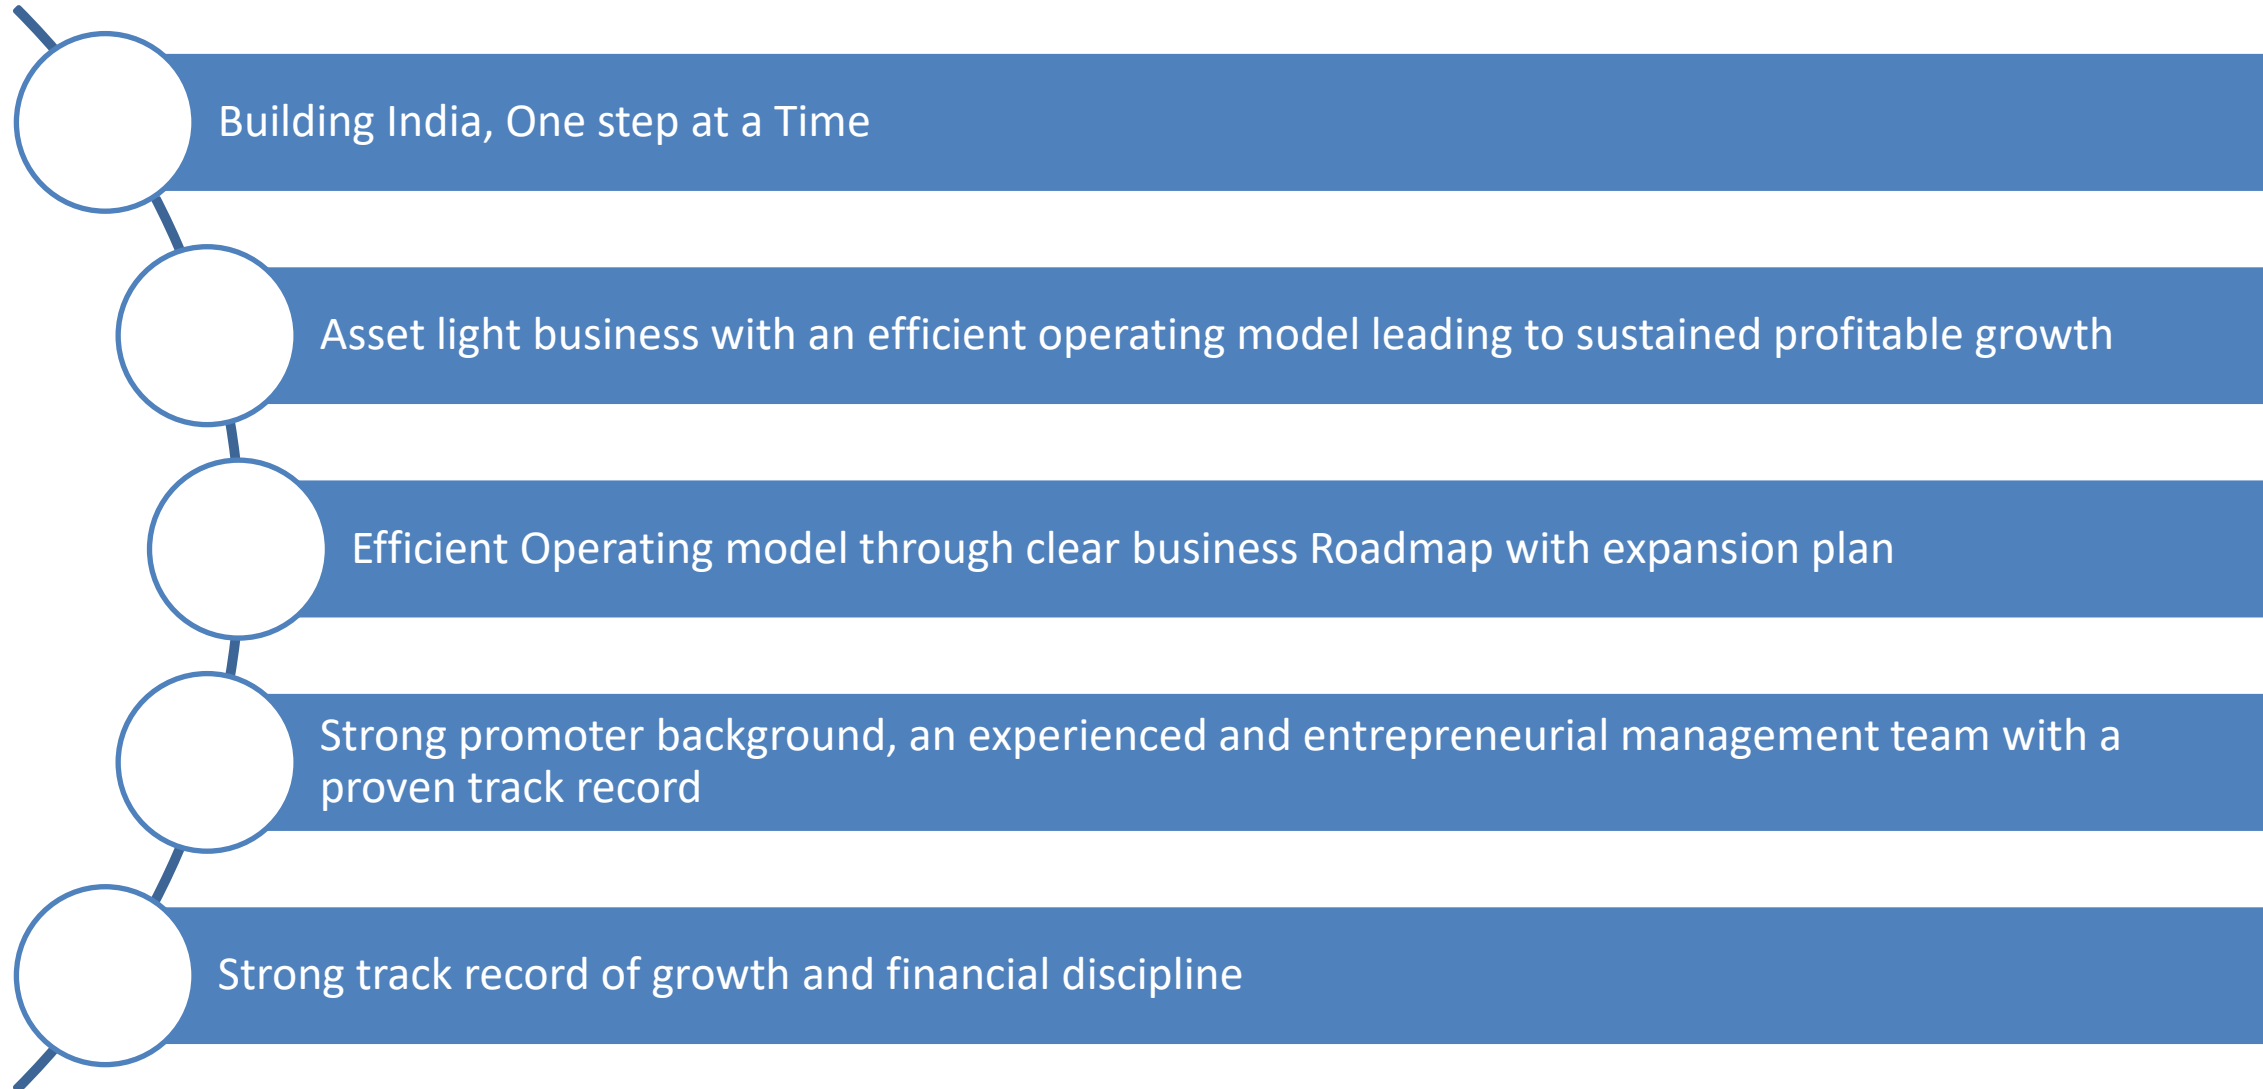 Building India, One step at a Time
Asset light business with an efficient operating model leading to sustained profitable growth
Efficient Operating model through clear business Roadmap with expansion plan
Strong promoter background, an experienced and entrepreneurial management team with a
proven track record
Strong track record of growth and financial discipline